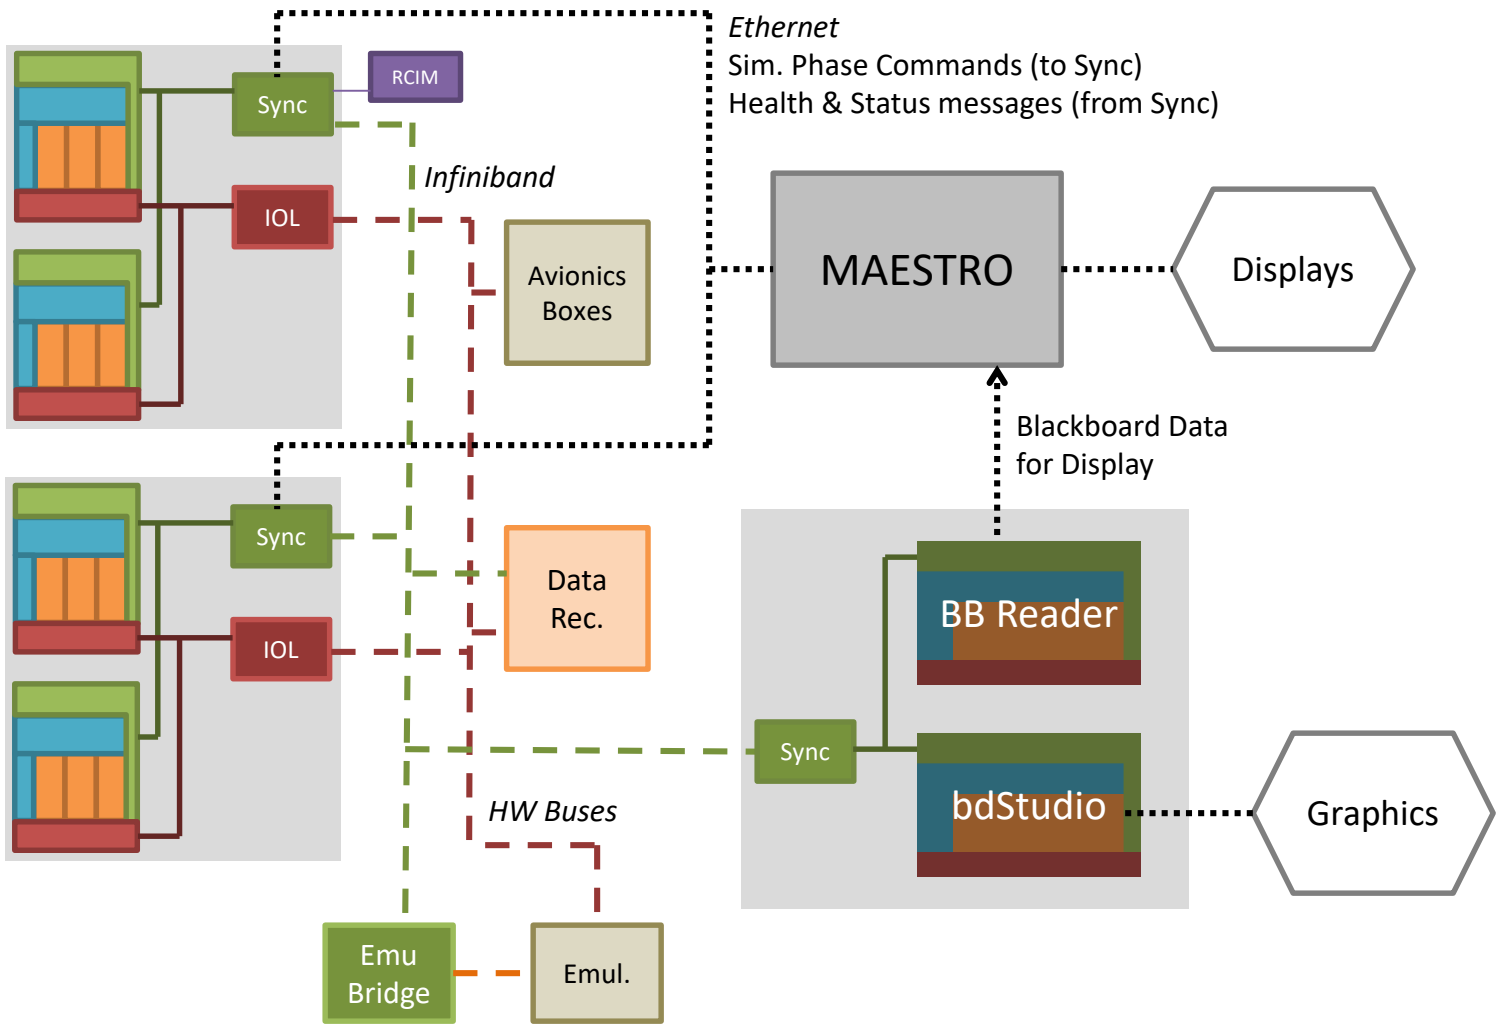 Ethernet
Sim. Phase Commands (to Sync)
Health & Status messages (from Sync)
RCIM
Sync
Infiniband
IOL
Avionics
Boxes
MAESTRO
Displays
Blackboard Data
for Display
Sync
Data
Rec.
IOL
BB Reader
Sync
bdStudio
Graphics
HW Buses
Emu
Bridge
Emul.